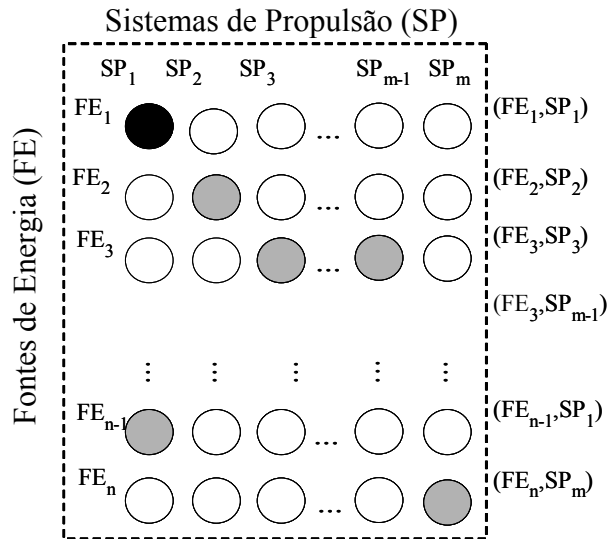 Sistemas de Propulsão (SP)
SP₁ SP₂ SP₃ SPₘ₋₁ SPₘ
Fontes de Energia (FE)
FE₁ ... (FE₁,SP₁)
FE₂ ... (FE₂,SP₂)
FE₃ ... (FE₃,SP₃)
(FE₃,SPₘ₋₁)
⋮ ⋮ ⋮ ⋮ ⋮
FEₙ₋₁ ... (FEₙ₋₁,SP₁)
FEₙ ... (FEₙ,SPₘ)